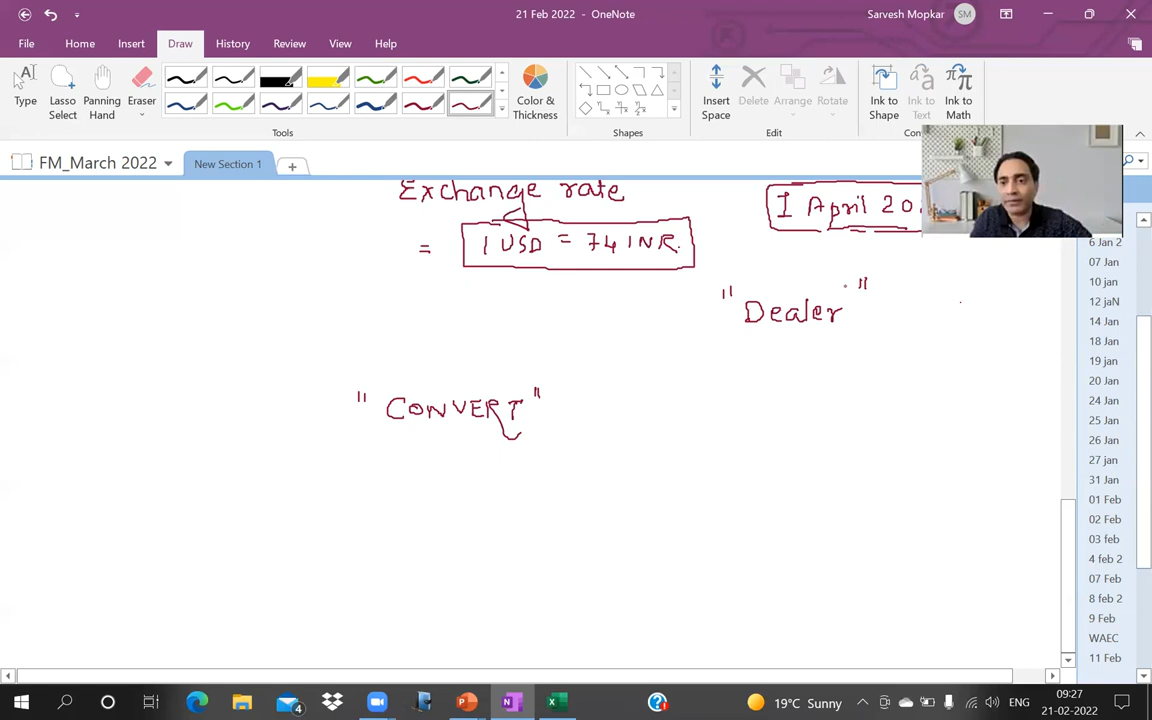 21 Feb 2022 - OneNote
Sarvesh Mopkar SM
File Home Insert Draw History Review View Help
Type Lasso Select Panning Hand Eraser Color & Thickness Insert Space Delete Arrange Rotate Ink to Shape Ink to Text Ink to Math
Tools Shapes Edit
FM_March 2022 New Section 1
Exchange rate
1 April
= 1 USD = 74 INR.
"Dealer"
"CONVERT"
6 Jan 2
07 Jan
10 jan
12 jaN
14 Jan
18 Jan
19 jan
20 Jan
24 Jan
25 Jan
26 Jan
27 jan
31 Jan
01 Feb
02 Feb
03 feb
4 feb 2
07 Feb
8 feb 2
9 Feb
WAEC
11 Feb
4
19°C Sunny
ENG
09:27
21-02-2022